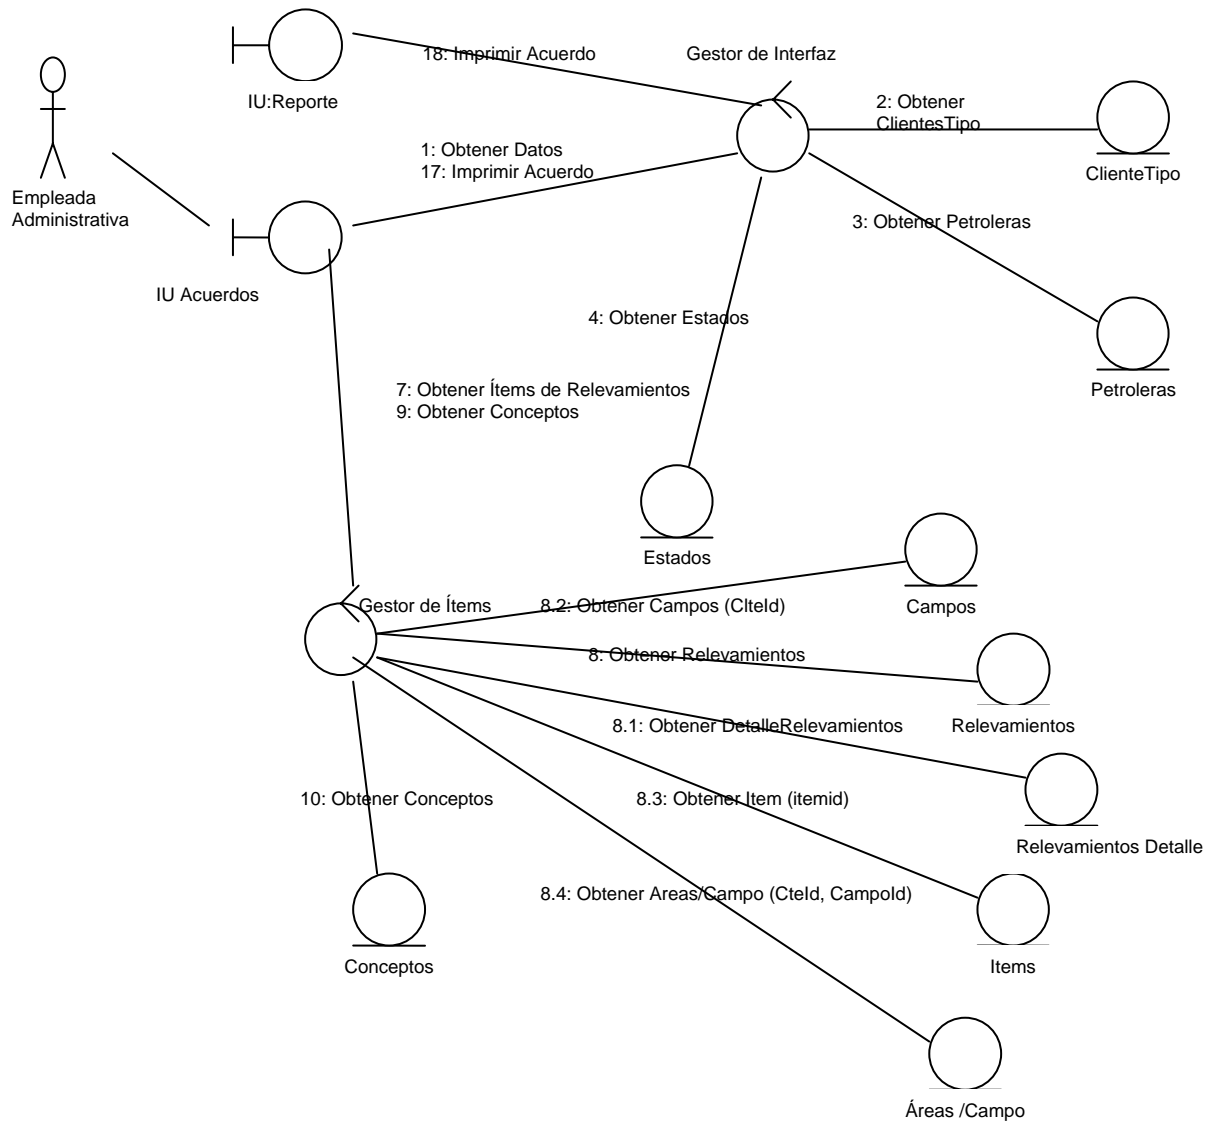 18: Imprimir Acuerdo
Gestor de Interfaz
IU:Reporte
2: Obtener
ClientesTipo
1: Obtener Datos
17: Imprimir Acuerdo
ClienteTipo
Empleada
Administrativa
3: Obtener Petroleras
IU Acuerdos
4: Obtener Estados
7: Obtener Ítems de Relevamientos
9: Obtener Conceptos
Petroleras
Estados
Gestor de Ítems
8.2: Obtener Campos (ClteId)
Campos
8: Obtener Relevamientos
8.1: Obtener DetalleRelevamientos
Relevamientos
10: Obtener Conceptos
8.3: Obtener Item (itemid)
Relevamientos Detalle
8.4: Obtener Areas/Campo (CteId, CampoId)
Conceptos
Items
Áreas /Campo